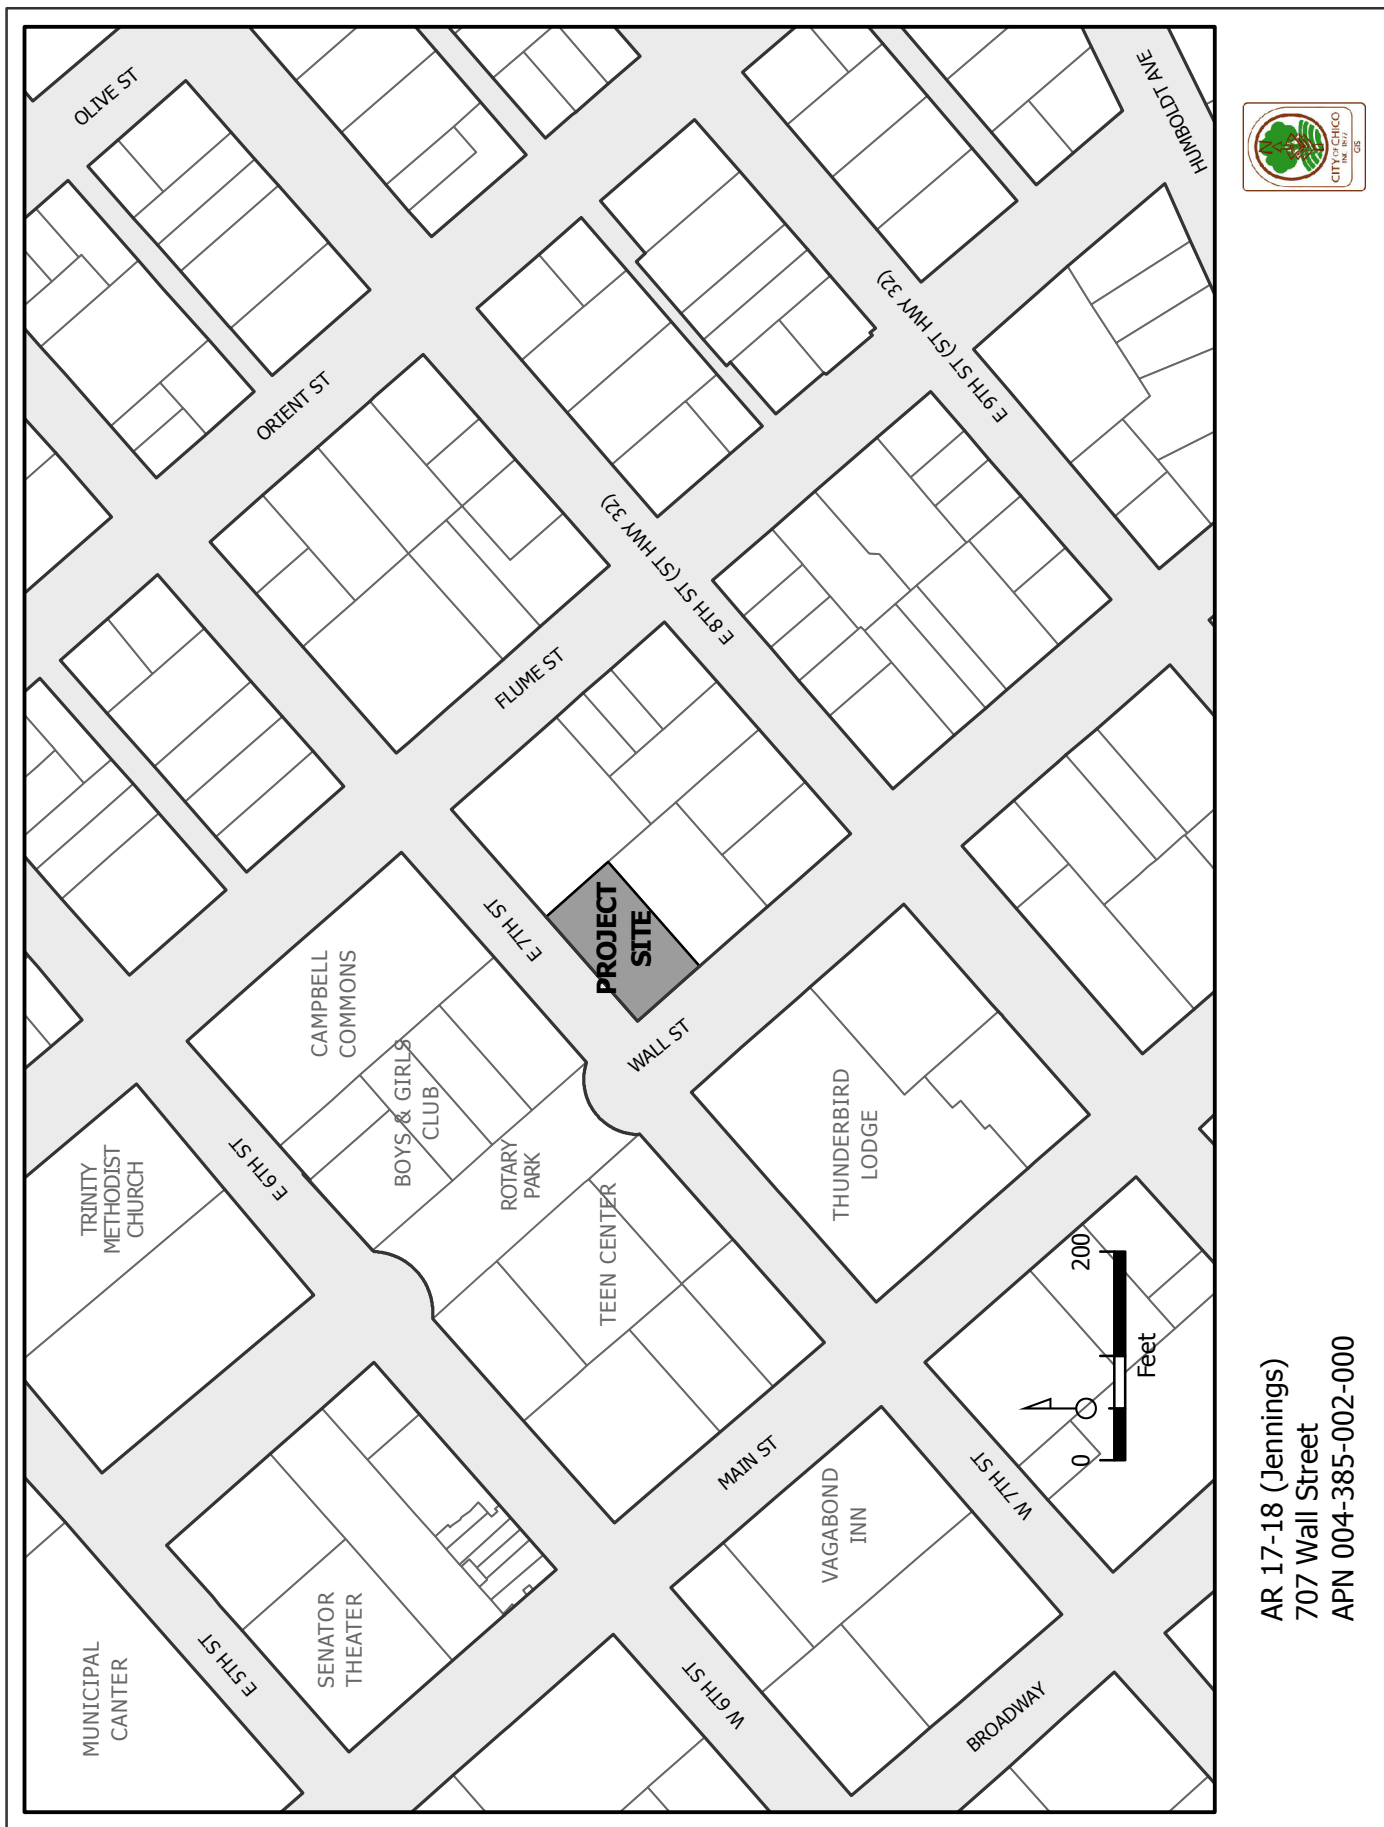 OLIVE ST
HUMBOLDT AVE
ORIENT ST
E 9TH ST (ST HWY 32)
E 8TH ST (ST HWY 32)
FLUME ST
E 7TH ST
PROJECT
SITE
WALL ST
CAMPBELL
COMMONS
BOYS & GIRLS
CLUB
ROTARY
PARK
TEEN CENTER
TRINITY
METHODIST
CHURCH
E 6TH ST
THUNDERBIRD
LODGE
MAIN ST
W 7TH ST
VAGABOND
INN
SENATOR
THEATER
E 5TH ST
MUNICIPAL
CANTER
W 6TH ST
BROADWAY
0
200
Feet
N
CITY OF CHICO
INC 1872
GIS
AR 17-18 (Jennings)
707 Wall Street
APN 004-385-002-000